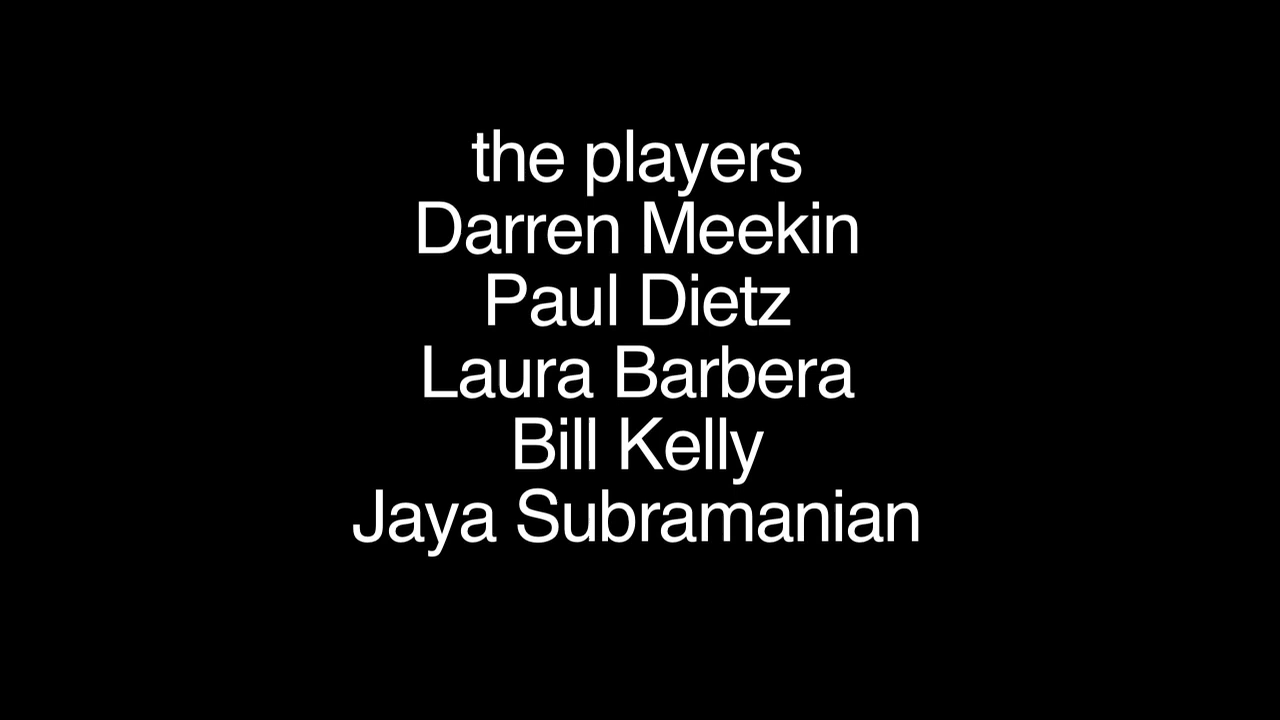 the players
Darren Meekin
Paul Dietz
Laura Barbera
Bill Kelly
Jaya Subramanian